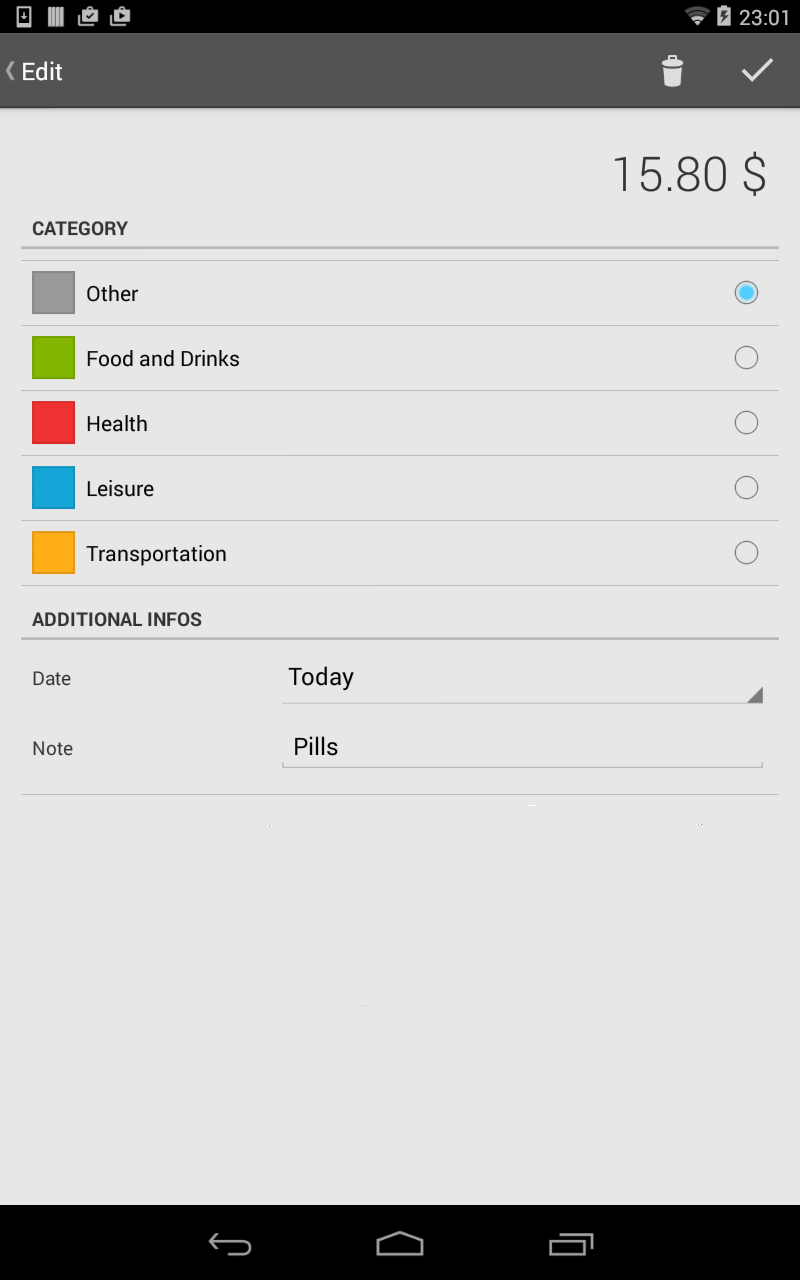 23:01
Edit
15.80 $
CATEGORY
Other
Food and Drinks
Health
Leisure
Transportation
ADDITIONAL INFOS
Date Today
Note Pills